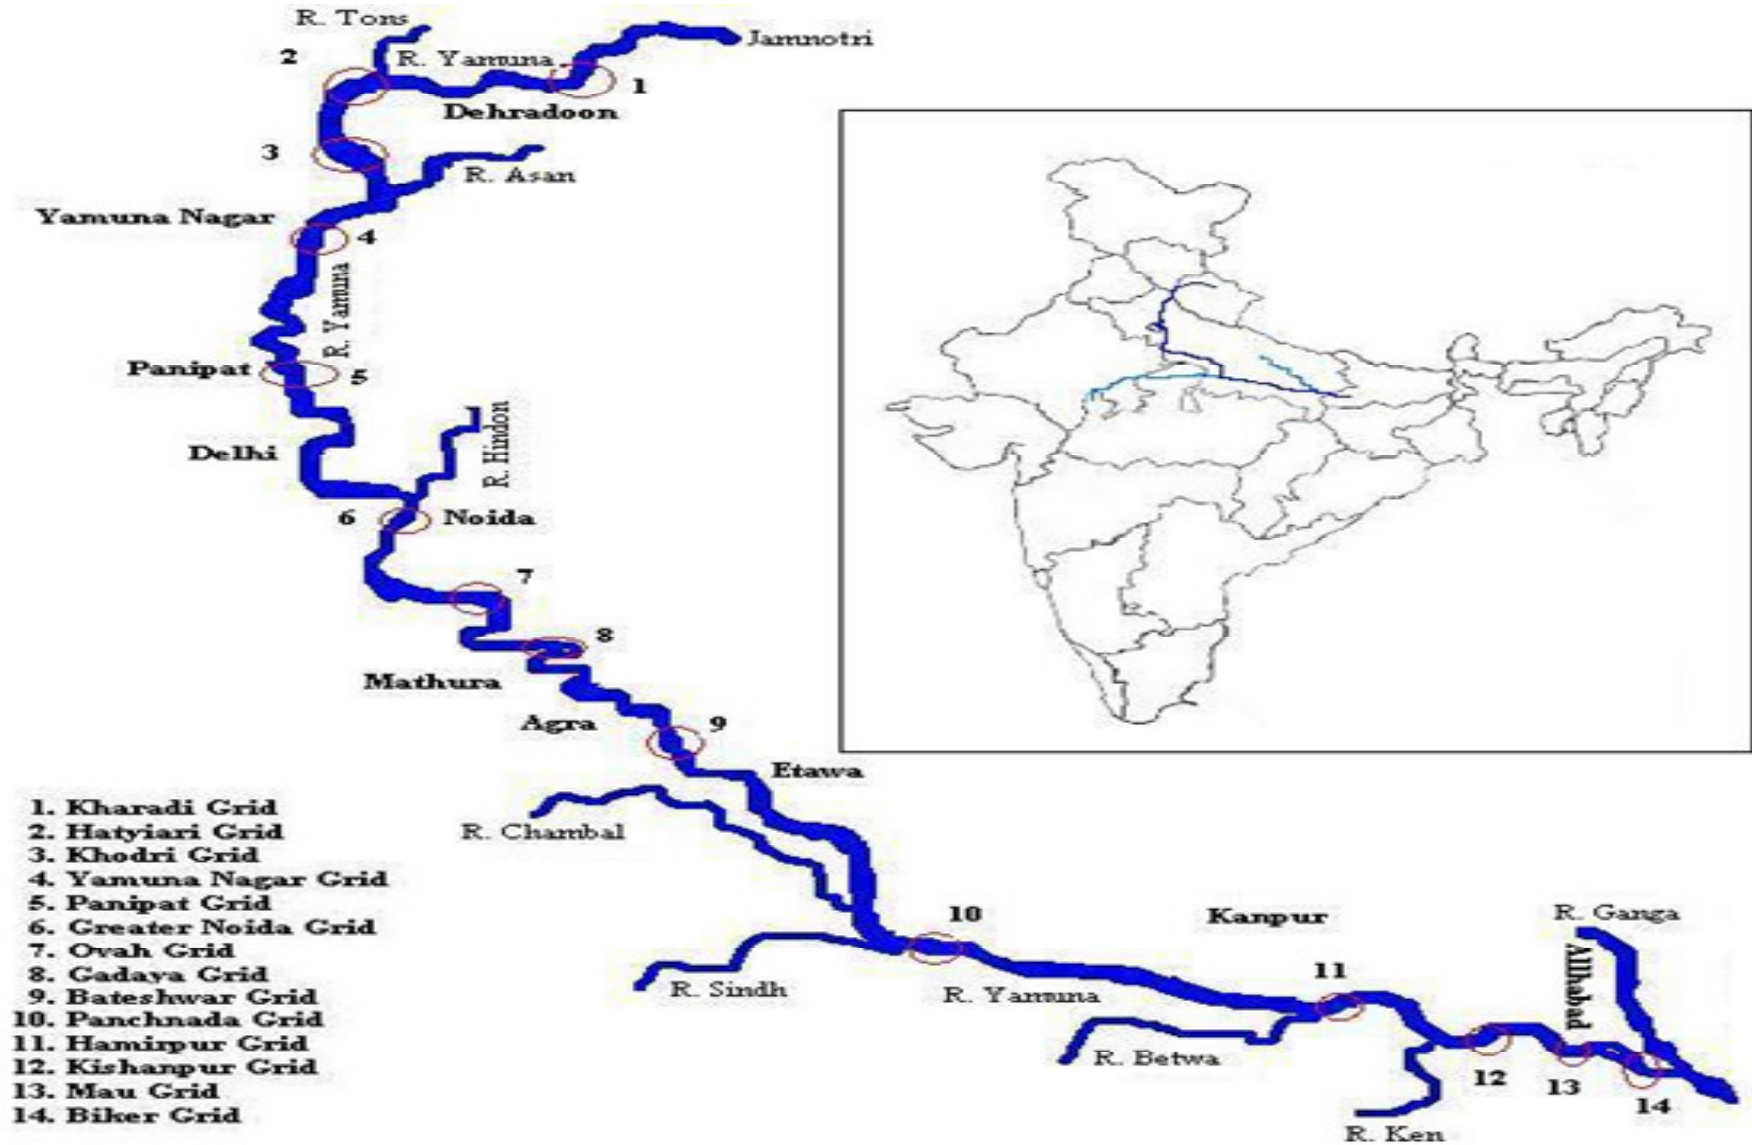 R. Tons
Jamnotri
2
R. Yamuna
1
Dehradoon
3
R. Asan
Yamuna Nagar
4
R. Yamuna
Panipat
5
Delhi
R. Hindon
6
Noida
7
8
Mathura
Agra
9
Etawa
R. Chambal
10
Kanpur
R. Ganga
Allhabad
11
R. Sindh
R. Yamuna
R. Betwa
12
13
14
R. Ken
1. Kharadi Grid
2. Hatyiari Grid
3. Khodri Grid
4. Yamuna Nagar Grid
5. Panipat Grid
6. Greater Noida Grid
7. Ovah Grid
8. Gadaya Grid
9. Bateshwar Grid
10. Panchnada Grid
11. Hamirpur Grid
12. Kishanpur Grid
13. Mau Grid
14. Biker Grid